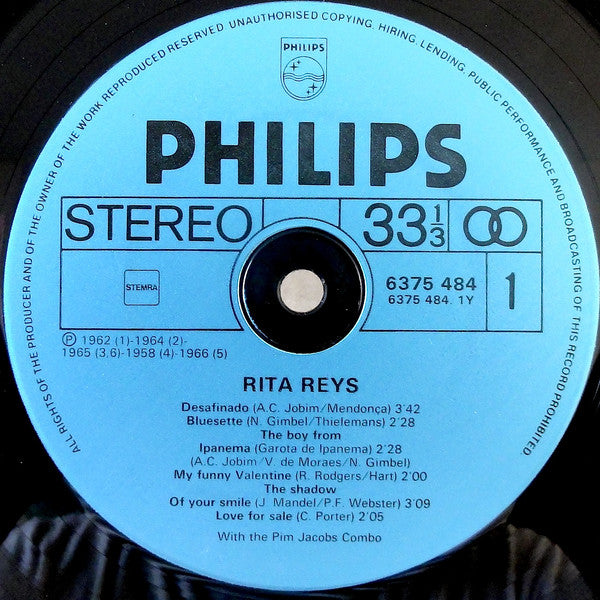 ALL RIGHTS OF THE PRODUCER AND OF THE OWNER OF THE WORK REPRODUCED RESERVED UNAUTHORISED COPYING, HIRING, LENDING, PUBLIC PERFORMANCE AND BROADCASTING OF THIS RECORD PROHIBITED.
PHILIPS
PHILIPS
STEREO 33 1/3
STEMRA
6375 484
6375 484. 1Y
1
Ⓟ 1962 (1)-1964 (2)-
1965 (3,6)-1958 (4)-1966 (5)
RITA REYS
Desafinado (A.C. Jobim/Mendonça) 3'42
Bluesette (N. Gimbel/Thielemans) 2'28
The boy from
Ipanema (Garota de Ipanema) 2'28
(A.C. Jobim/V. de Moraes/N. Gimbel)
My funny Valentine (R. Rodgers/Hart) 2'00
The shadow
Of your smile (J. Mandel/P.F. Webster) 3'09
Love for sale (C. Porter) 2'05
With the Pim Jacobs Combo